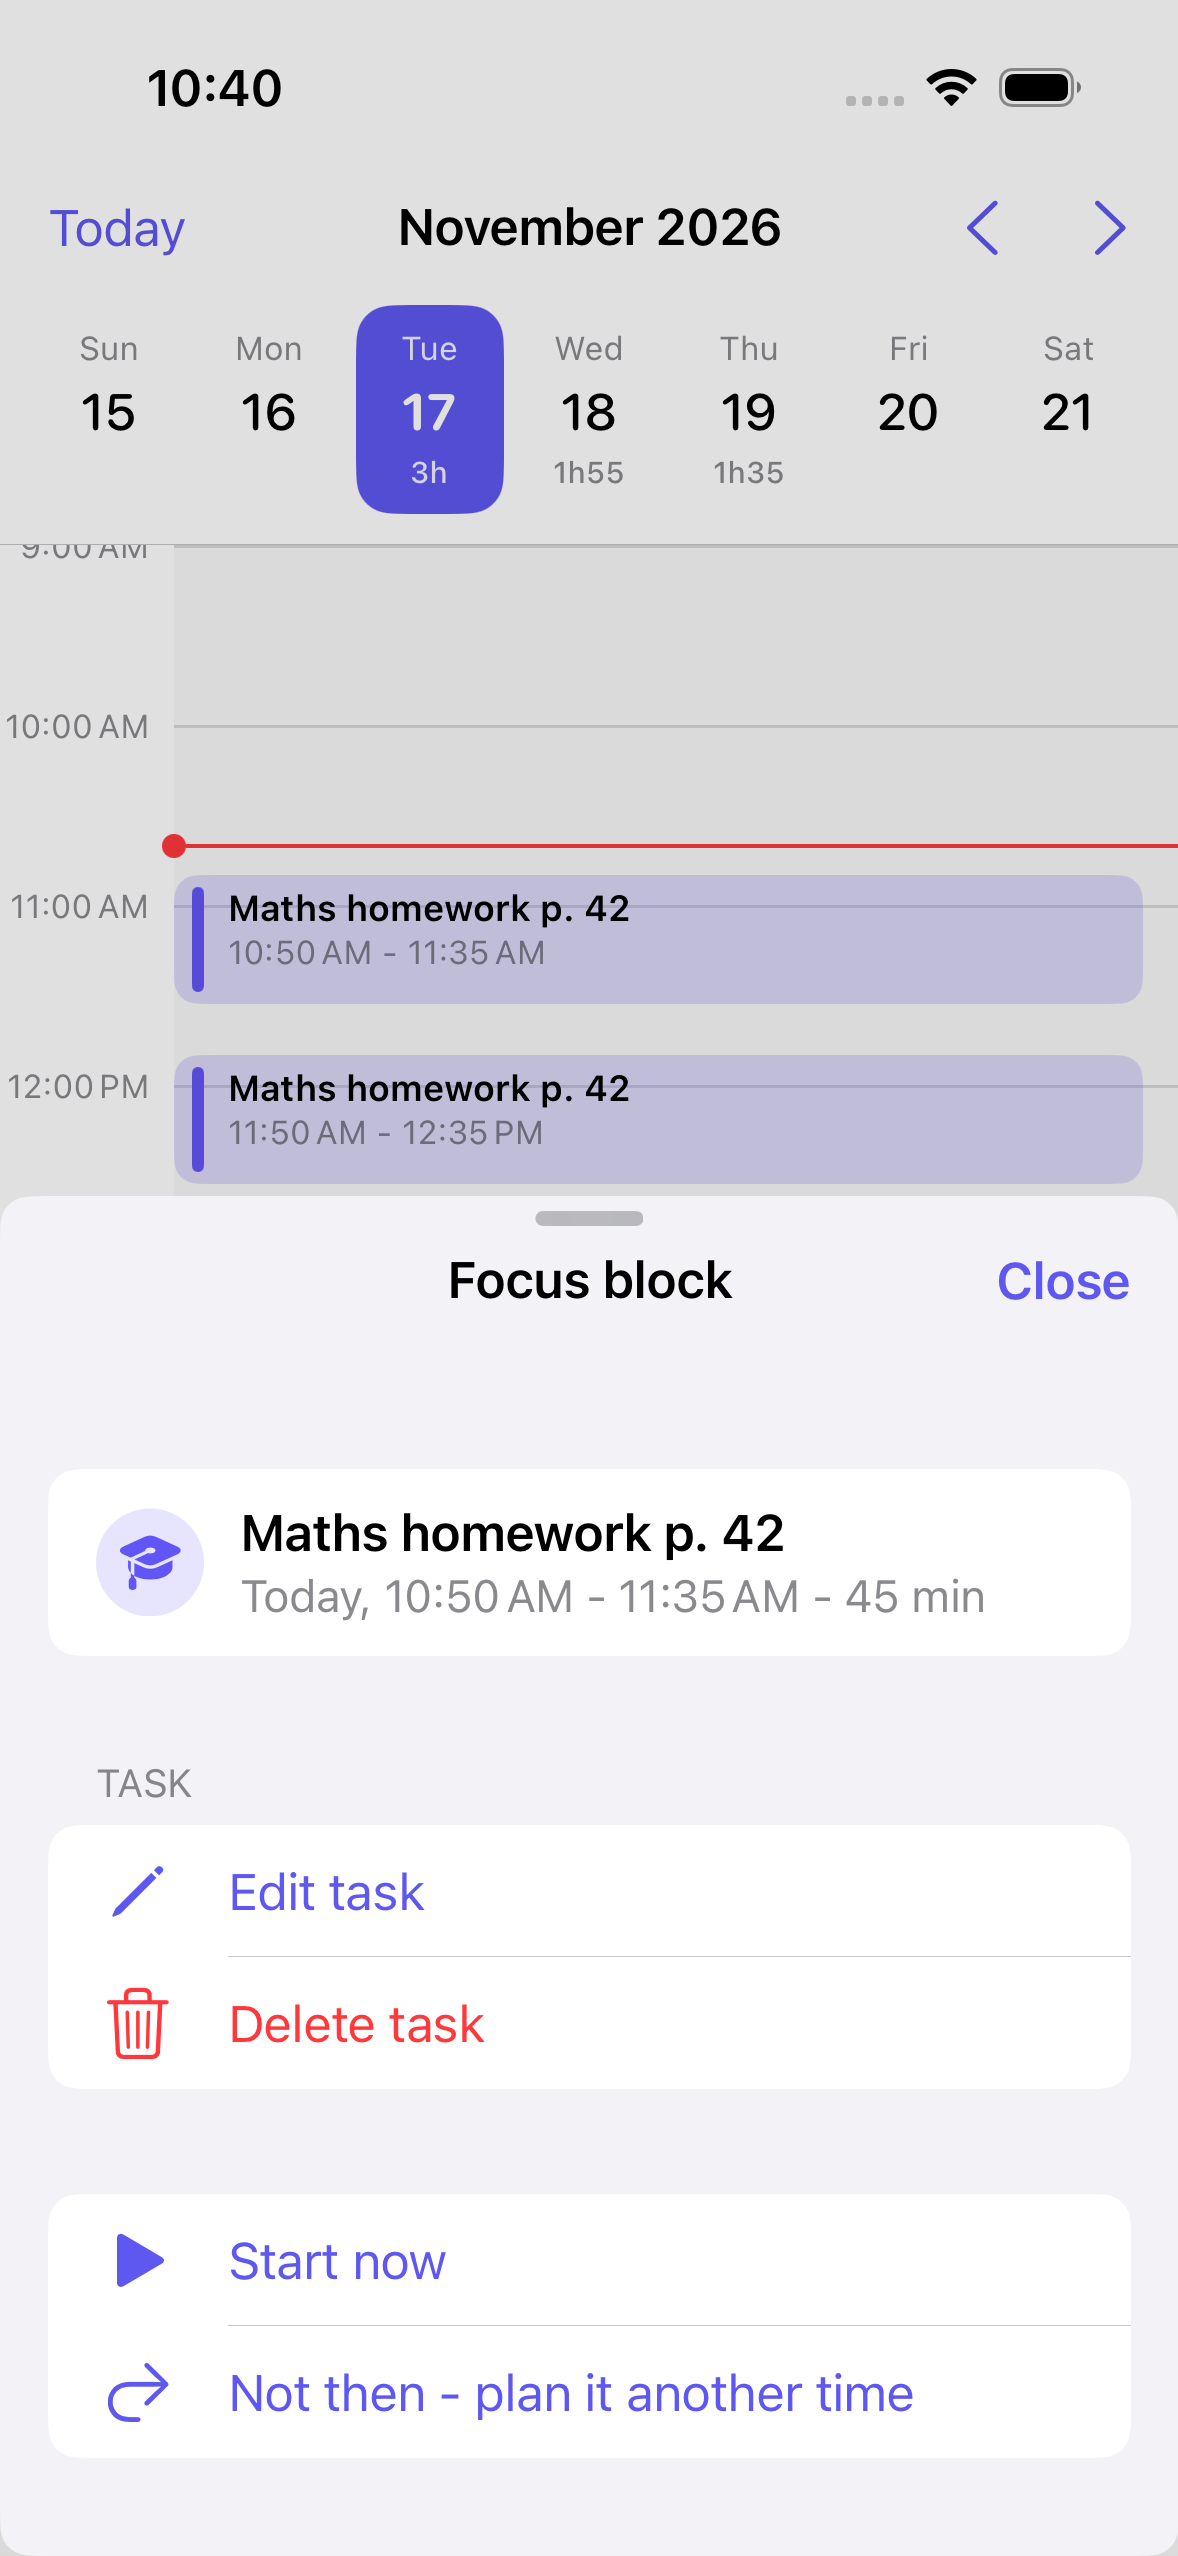 10:40
Today
November 2026
Sun Mon Tue Wed Thu Fri Sat
15 16 17 18 19 20 21
3h 1h55 1h35
9:00 AM
10:00 AM
11:00 AM
Maths homework p. 42
10:50 AM - 11:35 AM
12:00 PM
Maths homework p. 42
11:50 AM - 12:35 PM
Focus block
Close
Maths homework p. 42
Today, 10:50 AM - 11:35 AM - 45 min
TASK
Edit task
Delete task
Start now
Not then - plan it another time